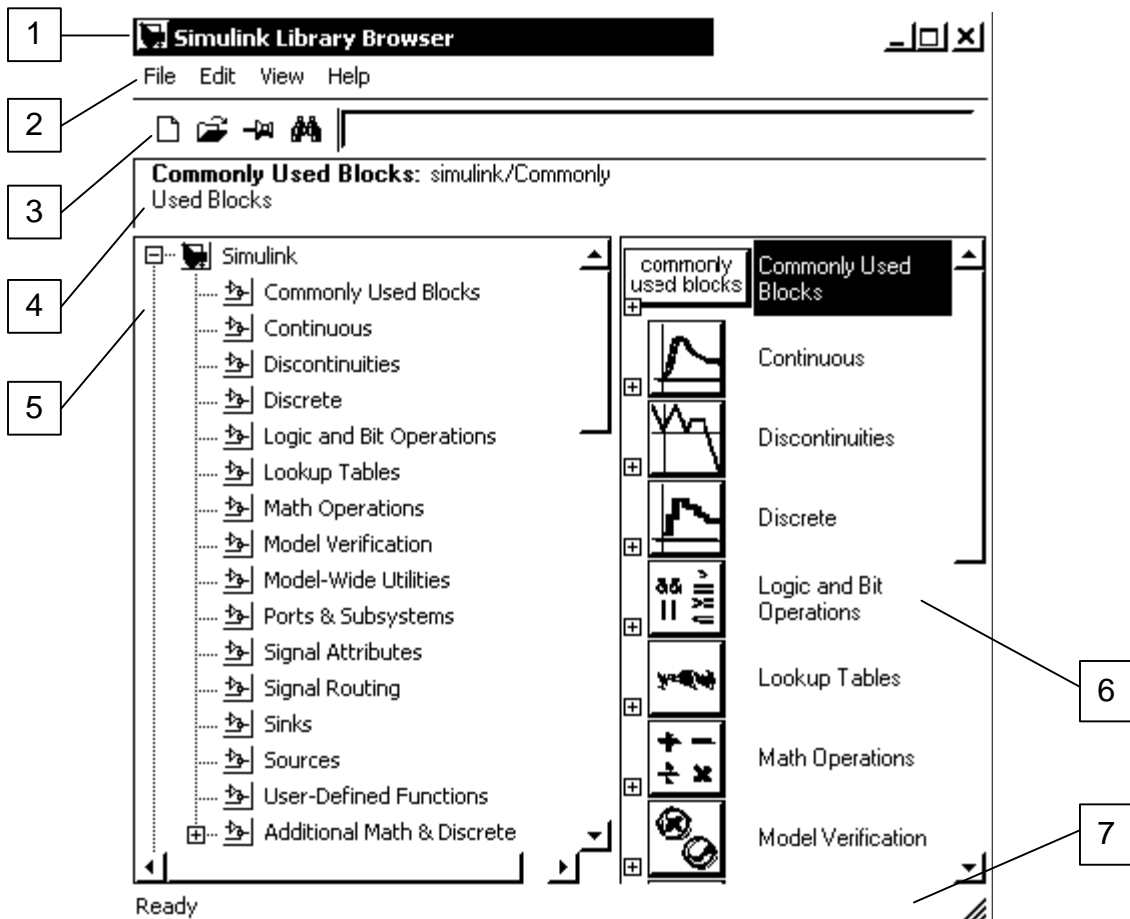 1
Simulink Library Browser
2
File Edit View Help
3
Commonly Used Blocks: simulink/Commonly
Used Blocks
4
5
Simulink
Commonly Used Blocks
Continuous
Discontinuities
Discrete
Logic and Bit Operations
Lookup Tables
Math Operations
Model Verification
Model-Wide Utilities
Ports & Subsystems
Signal Attributes
Signal Routing
Sinks
Sources
User-Defined Functions
Additional Math & Discrete
commonly
used blocks
Commonly Used
Blocks
Continuous
Discontinuities
Discrete
Logic and Bit
Operations
Lookup Tables
Math Operations
Model Verification
6
7
Ready